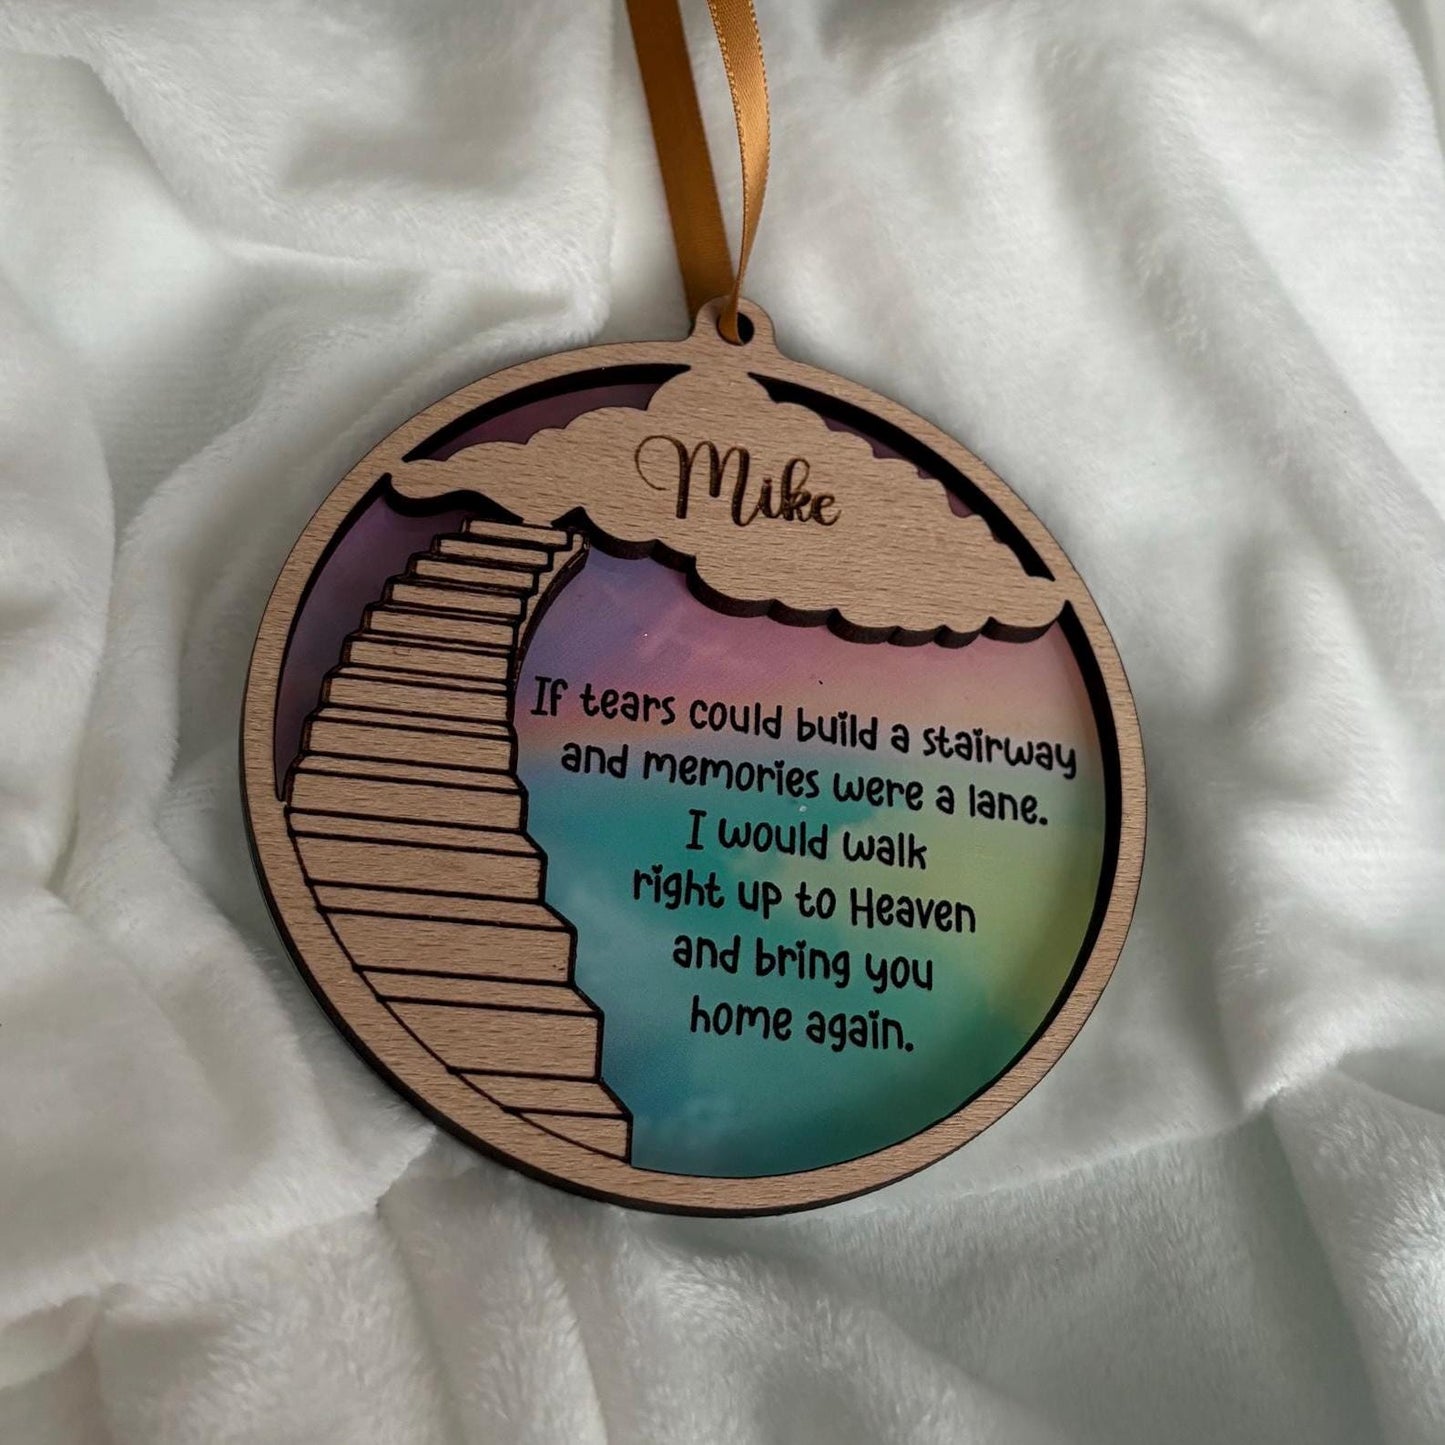 Mike
If tears could build a stairway
and memories were a lane.
I would walk
right up to Heaven
and bring you
home again.